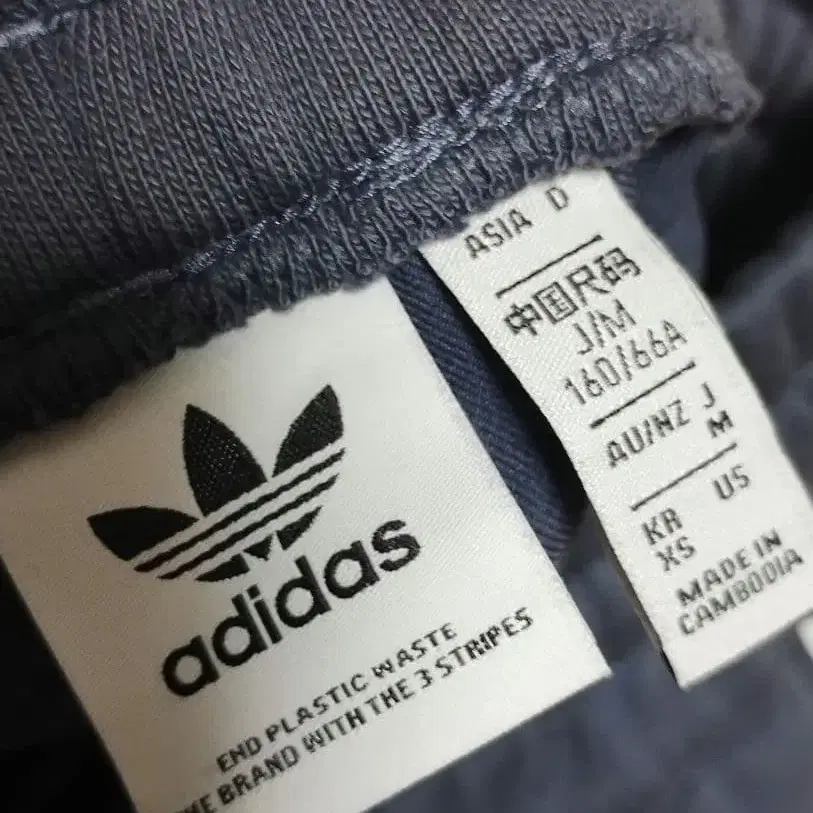 adidas
END PLASTIC WASTE
THE BRAND WITH THE 3 STRIPES
ASIA D
中国尺码
J/M
160/66A
AU/NZ J
M
KR US
XS
MADE IN
CAMBODIA